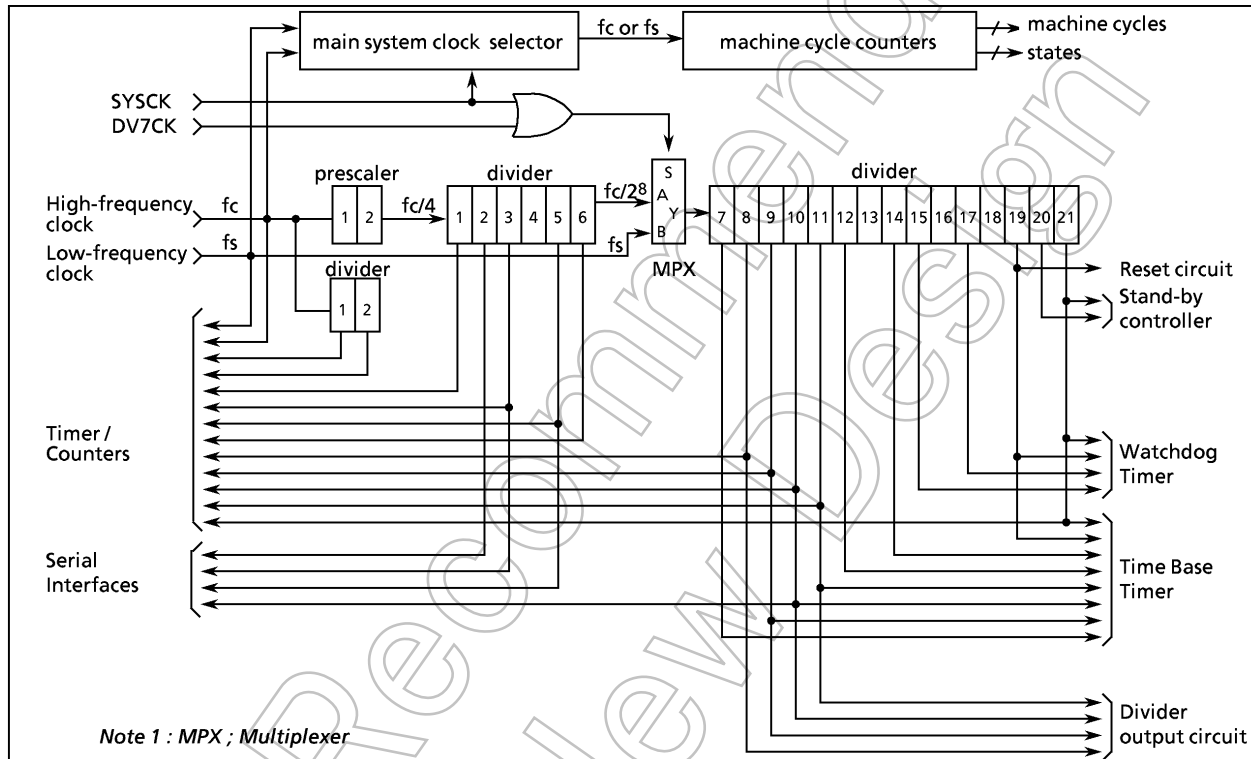 main system clock selector
fc or fs
machine cycle counters
machine cycles
states
SYSCK
DV7CK
prescaler
divider
divider
High-frequency
clock
fc
1 2
fc/4
1 2 3 4 5 6
fc/2⁸
S
A
Y
B
7 8 9 10 11 12 13 14 15 16 17 18 19 20 21
Low-frequency
clock
fs
fs
MPX
divider
1 2
Reset circuit
Stand-by
controller
Timer /
Counters
Watchdog
Timer
Serial
Interfaces
Time Base
Timer
Divider
output circuit
Note 1 : MPX ; Multiplexer
Recommend
New Design